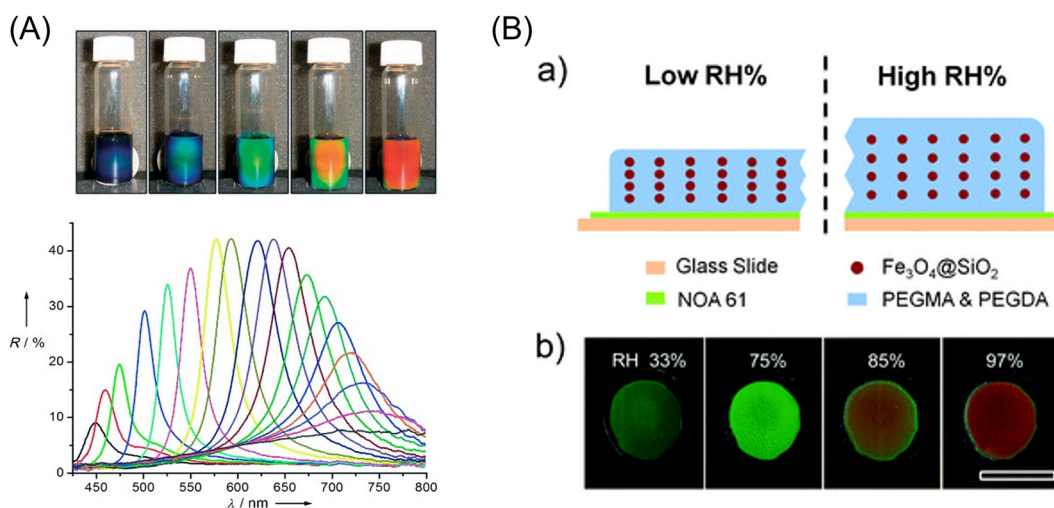 (A)
R / %
40
30
20
10
0
450 500 550 600 650 700 750 800
λ / nm
(B)
a)
Low RH%
High RH%
Glass Slide
Fe₃O₄@SiO₂
NOA 61
PEGMA & PEGDA
b)
RH 33%
75%
85%
97%